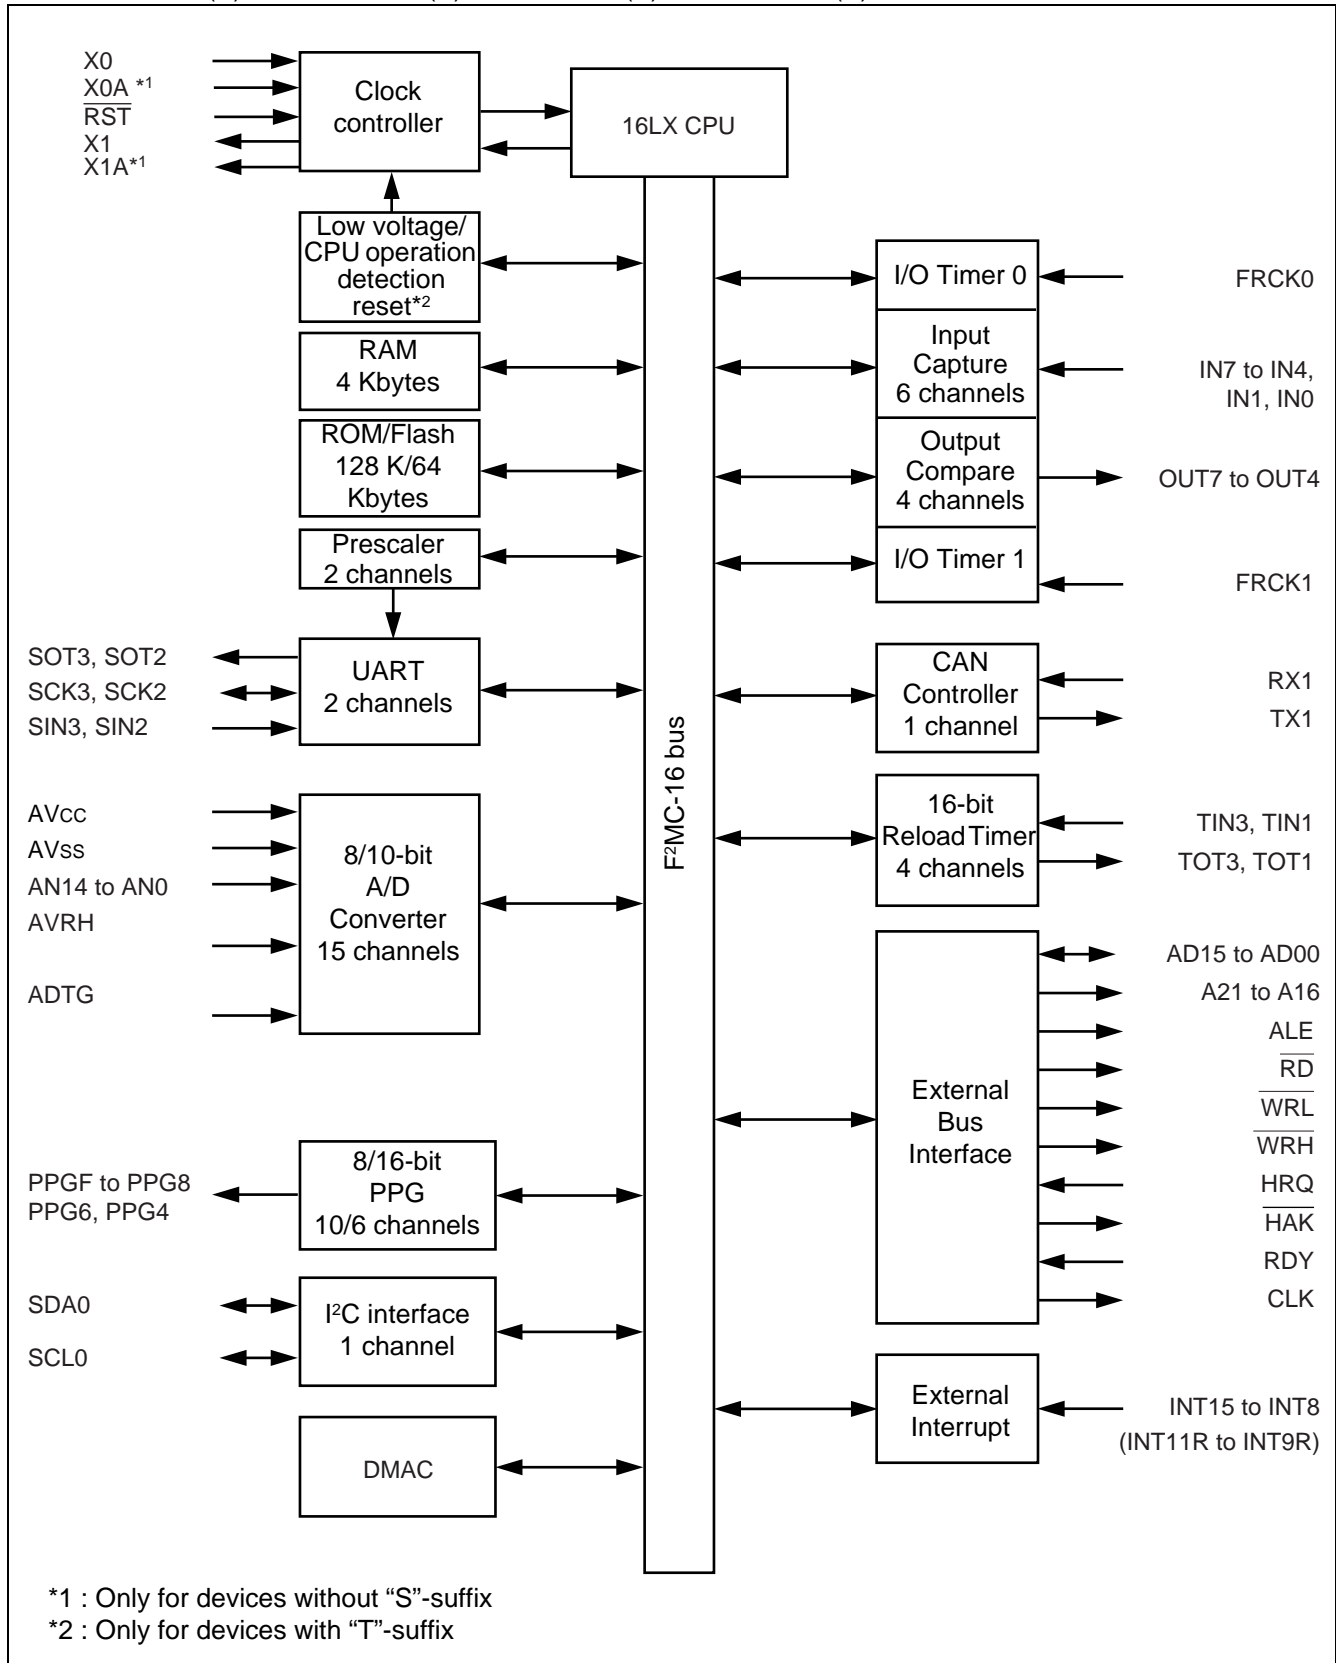 X0
X0A *1
RST
X1
X1A*1
Clock
controller
16LX CPU
Low voltage/
CPU operation
detection
reset*2
RAM
4 Kbytes
ROM/Flash
128 K/64
Kbytes
Prescaler
2 channels
SOT3, SOT2
SCK3, SCK2
SIN3, SIN2
UART
2 channels
AVcc
AVss
AN14 to AN0
AVRH
ADTG
8/10-bit
A/D
Converter
15 channels
PPGF to PPG8
PPG6, PPG4
8/16-bit
PPG
10/6 channels
SDA0
SCL0
I²C interface
1 channel
DMAC
F²MC-16 bus
I/O Timer 0
FRCK0
Input
Capture
6 channels
IN7 to IN4,
IN1, IN0
Output
Compare
4 channels
OUT7 to OUT4
I/O Timer 1
FRCK1
CAN
Controller
1 channel
RX1
TX1
16-bit
Reload Timer
4 channels
TIN3, TIN1
TOT3, TOT1
External
Bus
Interface
AD15 to AD00
A21 to A16
ALE
RD
WRL
WRH
HRQ
HAK
RDY
CLK
External
Interrupt
INT15 to INT8
(INT11R to INT9R)
*1 : Only for devices without “S”-suffix
*2 : Only for devices with “T”-suffix